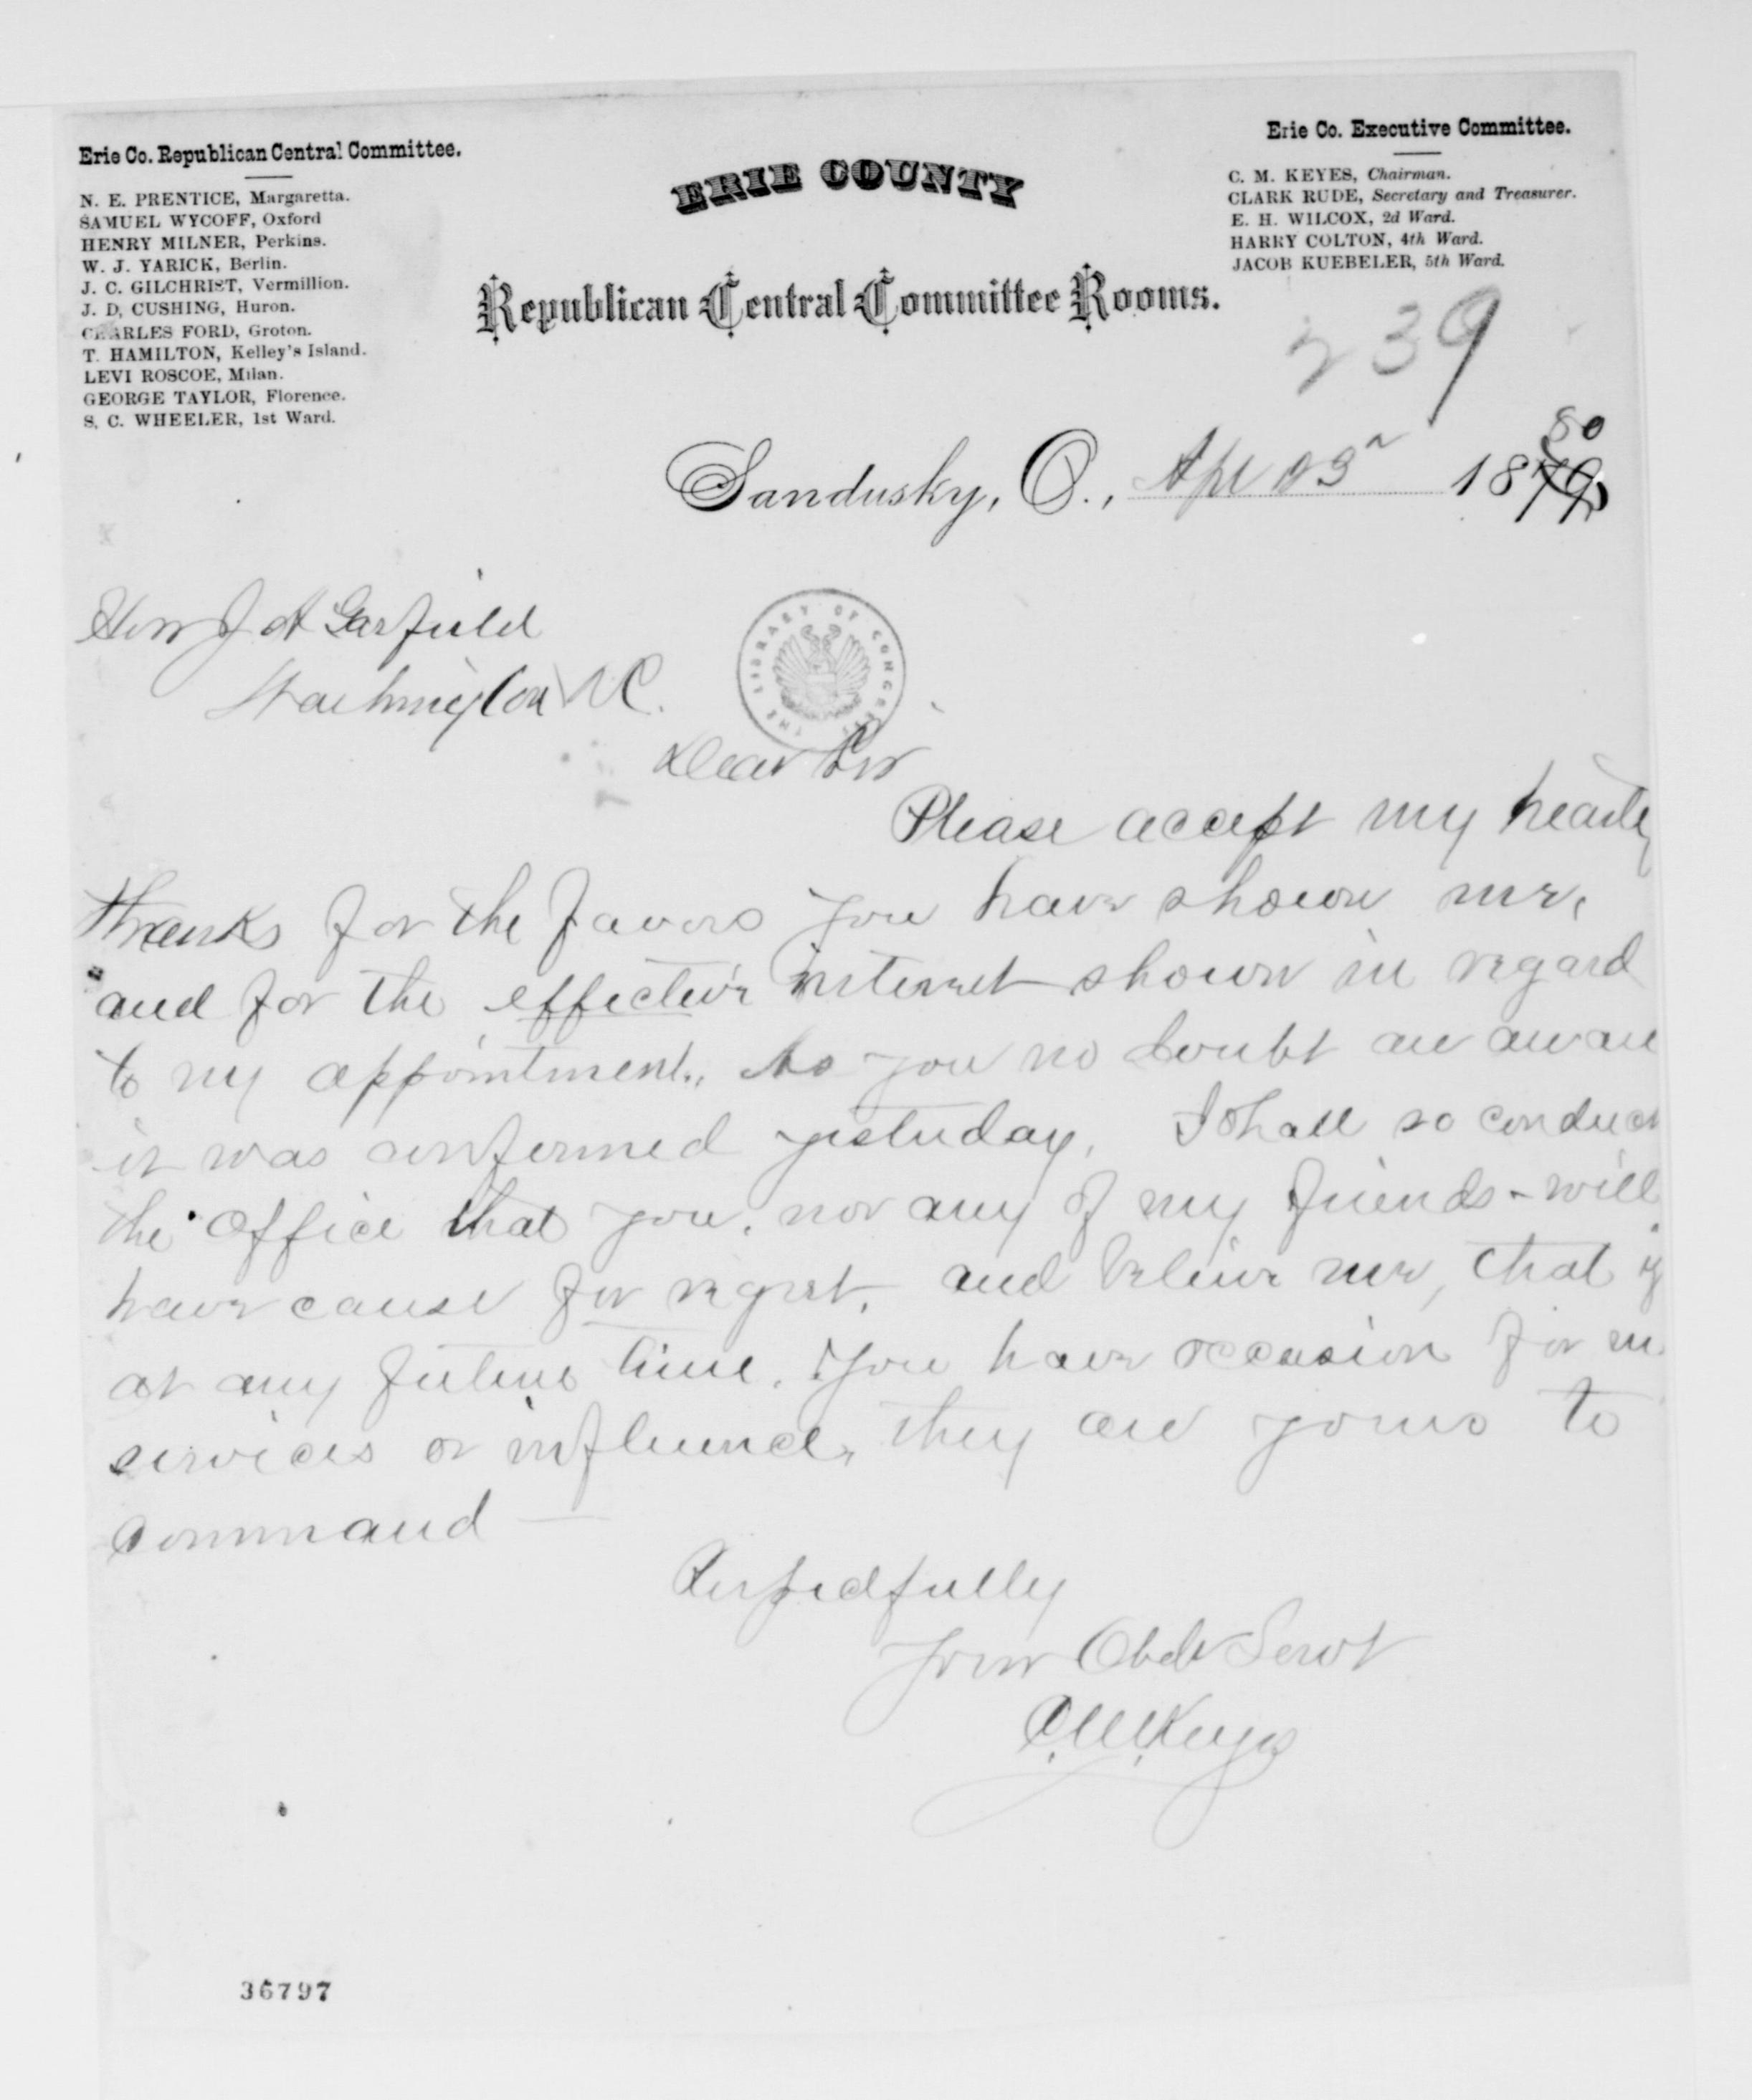 Erie Co. Republican Central Committee.
N. E. PRENTICE, Margaretta.
SAMUEL WYCOFF, Oxford
HENRY MILNER, Perkins.
W. J. YARICK, Berlin.
J. C. GILCHRIST, Vermillion.
J. D, CUSHING, Huron.
CHARLES FORD, Groton.
T. HAMILTON, Kelley's Island.
LEVI ROSCOE, Milan.
GEORGE TAYLOR, Florence.
S. C. WHEELER, 1st Ward.
ERIE COUNTY
Republican Central Committee Rooms.
Erie Co. Executive Committee.
C. M. KEYES, Chairman.
CLARK RUDE, Secretary and Treasurer.
E. H. WILCOX, 2d Ward.
HARRY COLTON, 4th Ward.
JACOB KUEBELER, 5th Ward.
239
80
Sandusky, O., Apl 1879
Hon J A Garfield
Washington DC.
THE LIBRARY OF CONGRESS
Dear Sir
Please accept my hearty
thanks for the favors you have shown me,
and for the effective interest shown in regard
to my appointment., As you no doubt are aware
it was confirmed yesterday. I shall so conduct
the office that you, nor any of my friends - will
have cause for regret, and believe me, that if
at any future time, you have occasion for m
services or influence, they are yours to
command —
Respectfully
Your Obdt Servt
C. M. Keyes
36797